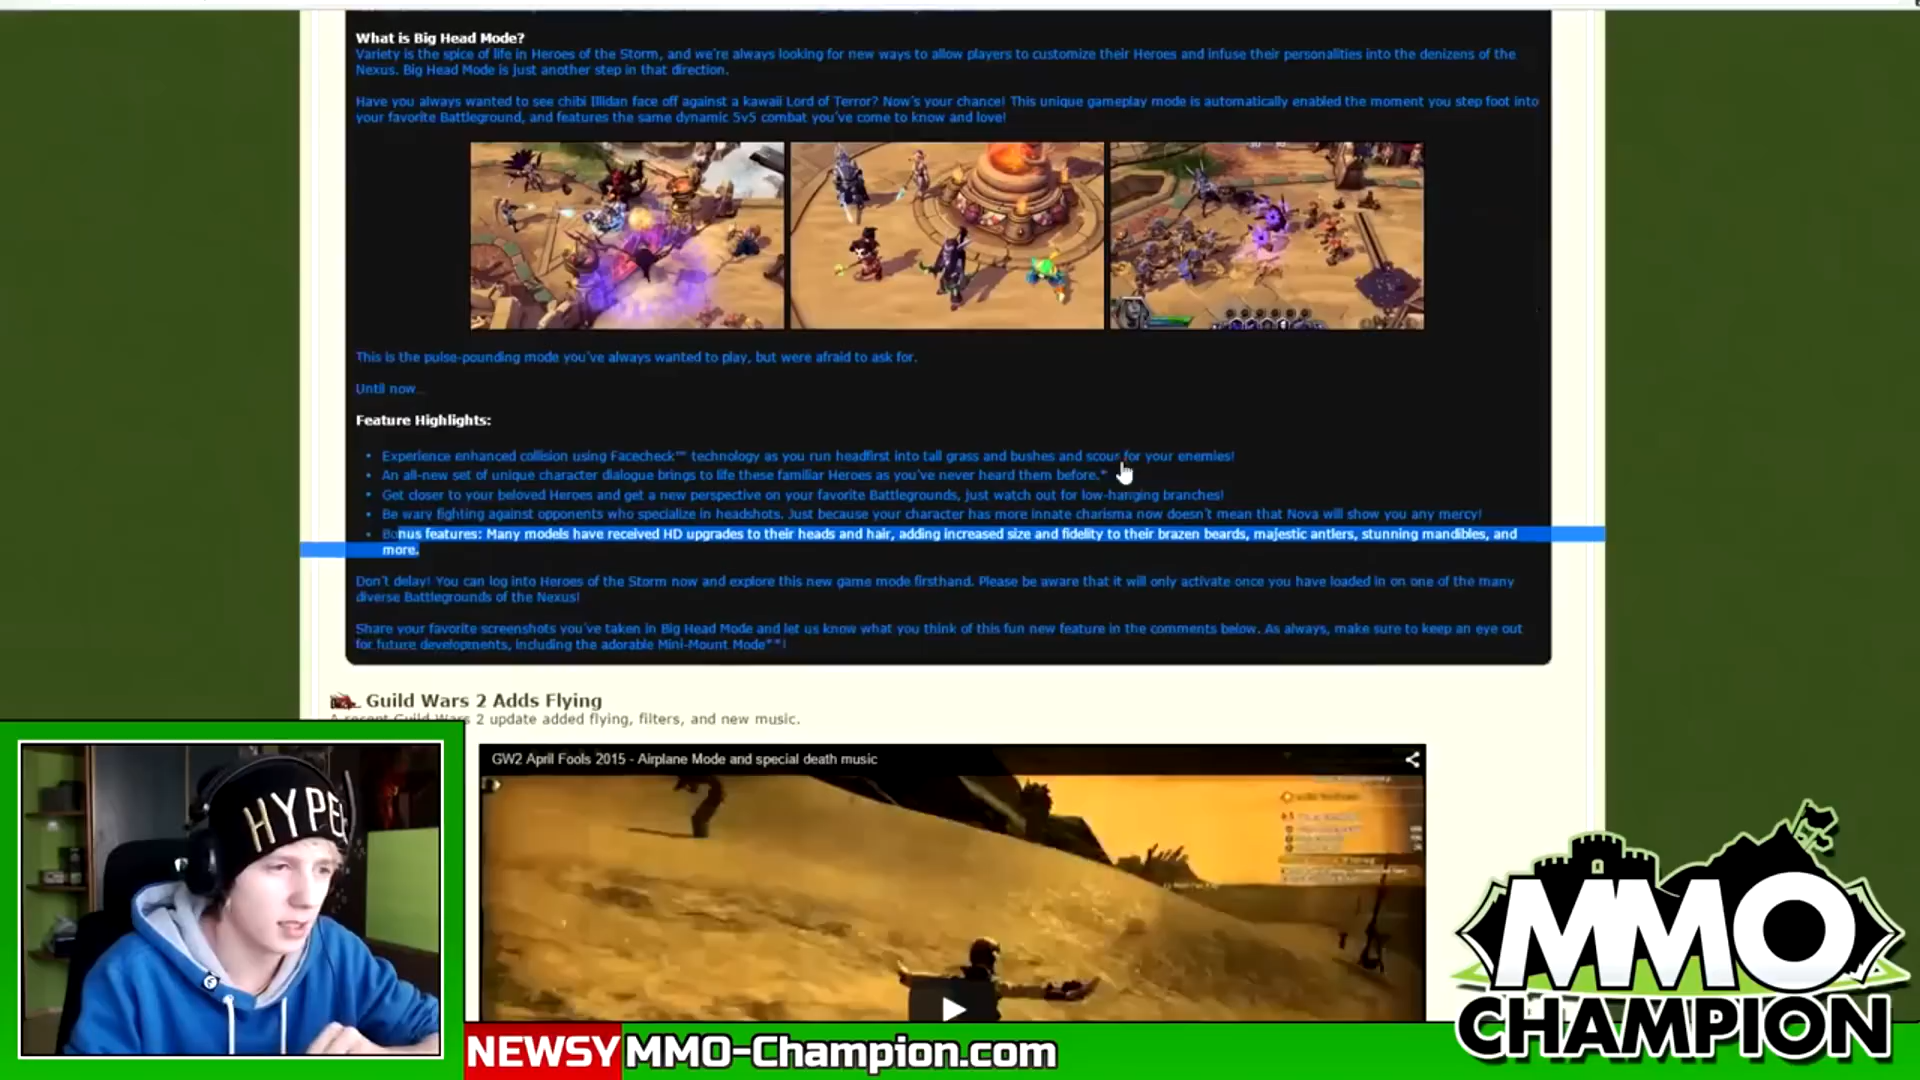 What is Big Head Mode?
Variety is the spice of life in Heroes of the Storm, and we're always looking for new ways to allow players to customize their Heroes and infuse their personalities into the denizens of the
Nexus. Big Head Mode is just another step in that direction.
Have you always wanted to see chibi Illidan face off against a kawaii Lord of Terror? Now's your chance! This unique gameplay mode is automatically enabled the moment you step foot into
your favorite Battleground, and features the same dynamic 5v5 combat you've come to know and love!
This is the pulse-pounding mode you've always wanted to play, but were afraid to ask for.
Until now...
Feature Highlights:
• Experience enhanced collision using Facecheck™ technology as you run headfirst into tall grass and bushes and scour for your enemies!
• An all-new set of unique character dialogue brings to life these familiar Heroes as you've never heard them before.*
• Get closer to your beloved Heroes and get a new perspective on your favorite Battlegrounds, just watch out for low-hanging branches!
• Be wary fighting against opponents who specialize in headshots. Just because your character has more innate charisma now doesn't mean that Nova will show you any mercy!
• Bonus features: Many models have received HD upgrades to their heads and hair, adding increased size and fidelity to their brazen beards, majestic antlers, stunning mandibles, and
more.
Don't delay! You can log into Heroes of the Storm now and explore this new game mode firsthand. Please be aware that it will only activate once you have loaded in on one of the many
diverse Battlegrounds of the Nexus!
Share your favorite screenshots you've taken in Big Head Mode and let us know what you think of this fun new feature in the comments below. As always, make sure to keep an eye out
for future developments, including the adorable Mini-Mount Mode**!
Guild Wars 2 Adds Flying
A recent Guild Wars 2 update added flying, filters, and new music.
GW2 April Fools 2015 - Airplane Mode and special death music
HYPE
MMO
CHAMPION
NEWSY MMO-Champion.com